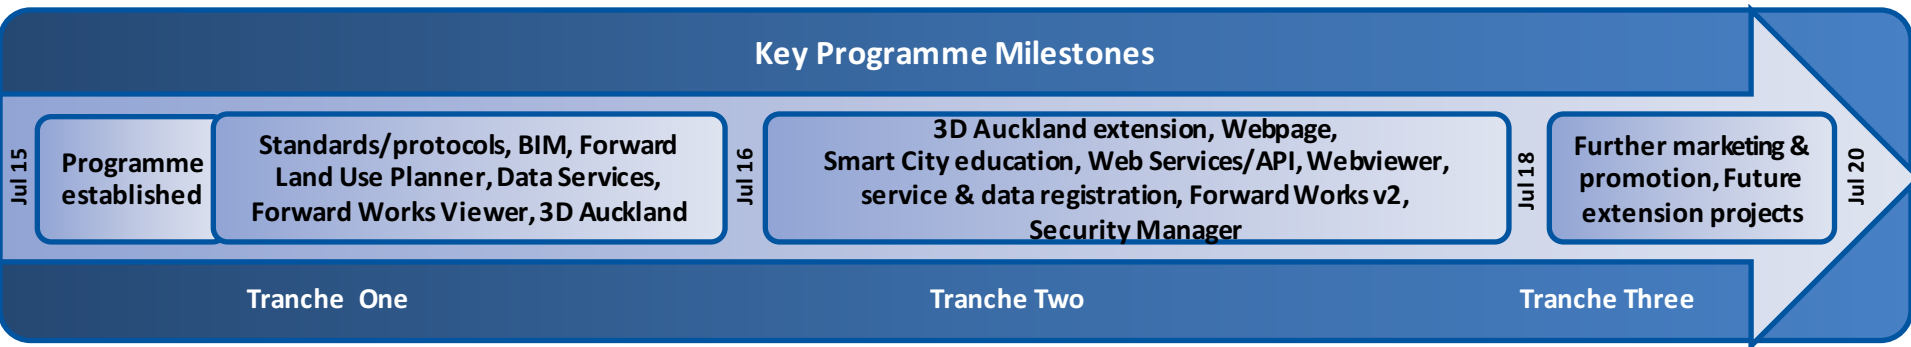 Key Programme Milestones
Jul 15
Programme
established
Standards/protocols, BIM, Forward
Land Use Planner, Data Services,
Forward Works Viewer, 3D Auckland
Jul 16
3D Auckland extension, Webpage,
Smart City education, Web Services/API, Webviewer,
service & data registration, Forward Works v2,
Security Manager
Jul 18
Further marketing &
promotion, Future
extension projects
Jul 20
Tranche One
Tranche Two
Tranche Three